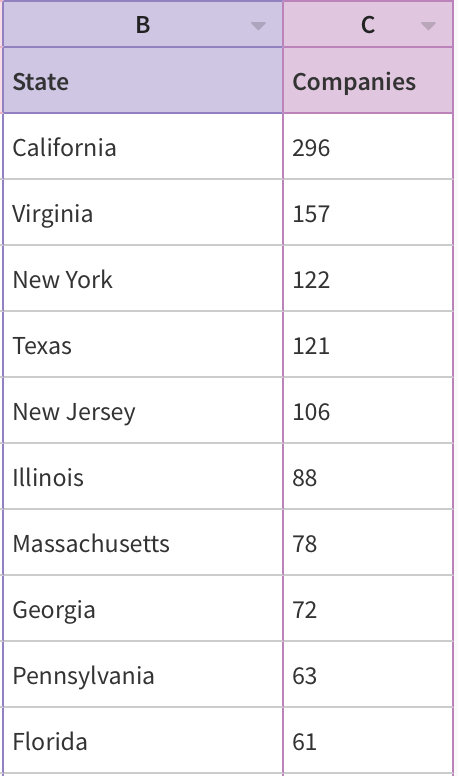 B C
State Companies
California 296
Virginia 157
New York 122
Texas 121
New Jersey 106
Illinois 88
Massachusetts 78
Georgia 72
Pennsylvania 63
Florida 61